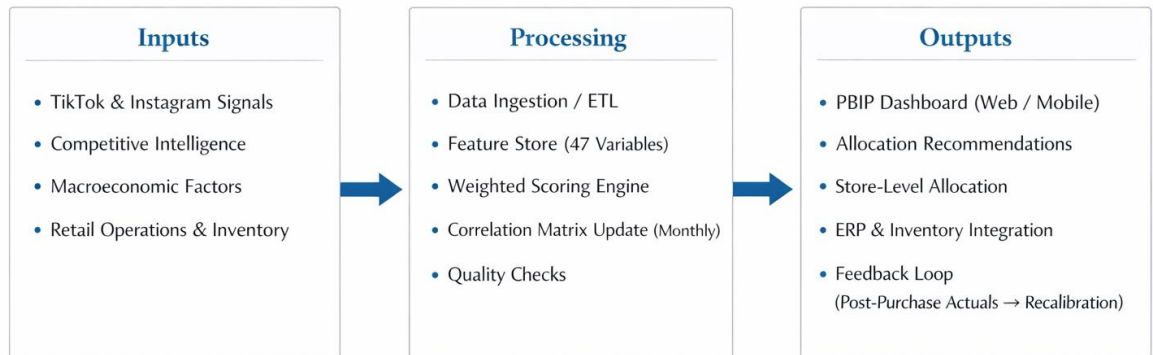 Inputs
• TikTok & Instagram Signals
• Competitive Intelligence
• Macroeconomic Factors
• Retail Operations & Inventory
Processing
• Data Ingestion / ETL
• Feature Store (47 Variables)
• Weighted Scoring Engine
• Correlation Matrix Update (Monthly)
• Quality Checks
Outputs
• PBIP Dashboard (Web / Mobile)
• Allocation Recommendations
• Store-Level Allocation
• ERP & Inventory Integration
• Feedback Loop
(Post-Purchase Actuals → Recalibration)